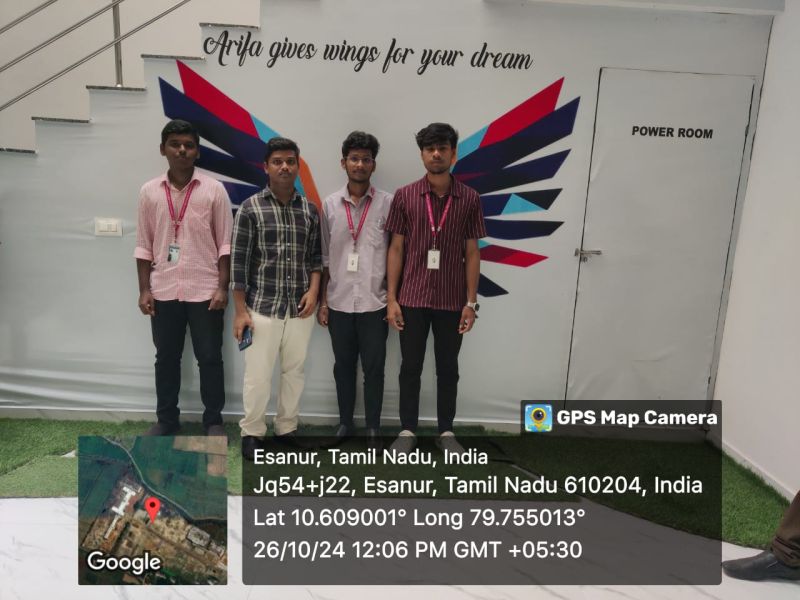 Arifa gives wings for your dream
POWER ROOM
GPS Map Camera
Esanur, Tamil Nadu, India
Jq54+j22, Esanur, Tamil Nadu 610204, India
Lat 10.609001° Long 79.755013°
26/10/24 12:06 PM GMT +05:30
Google